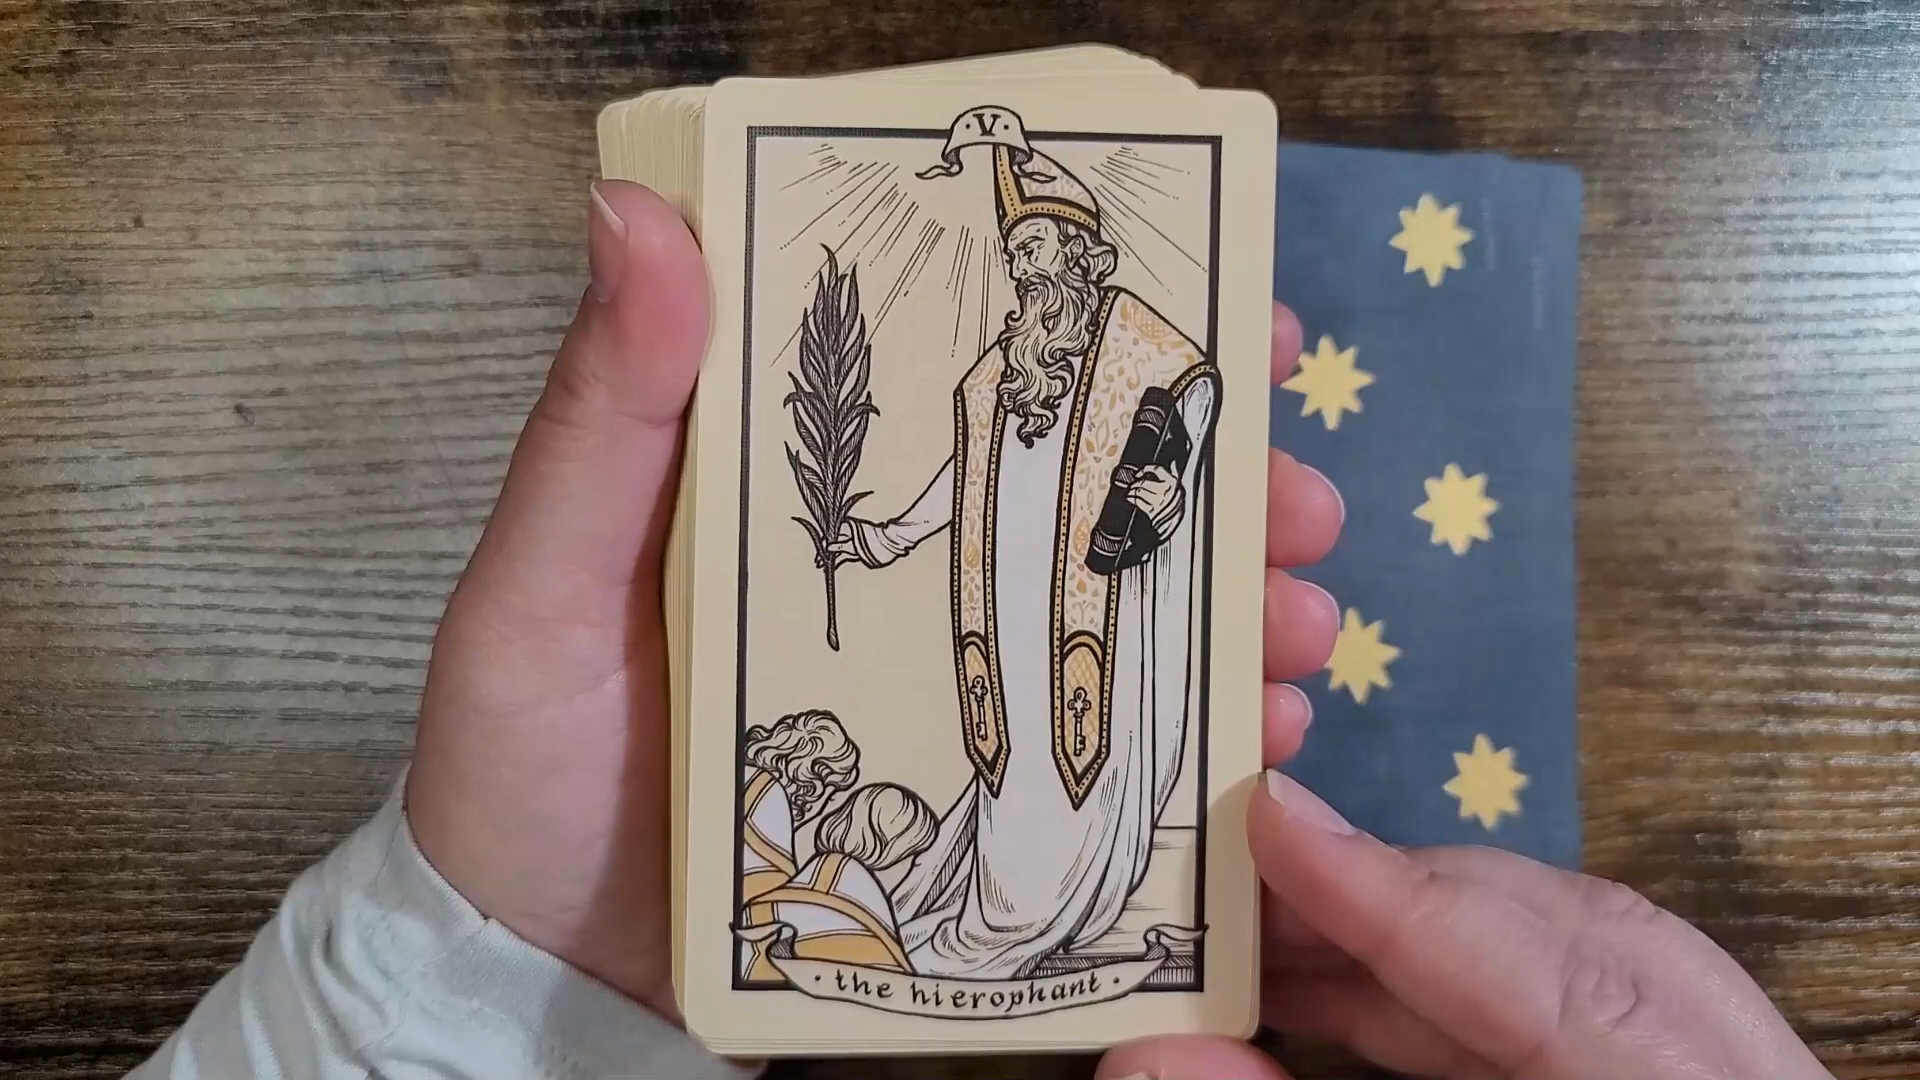 · V ·
· the hierophant ·